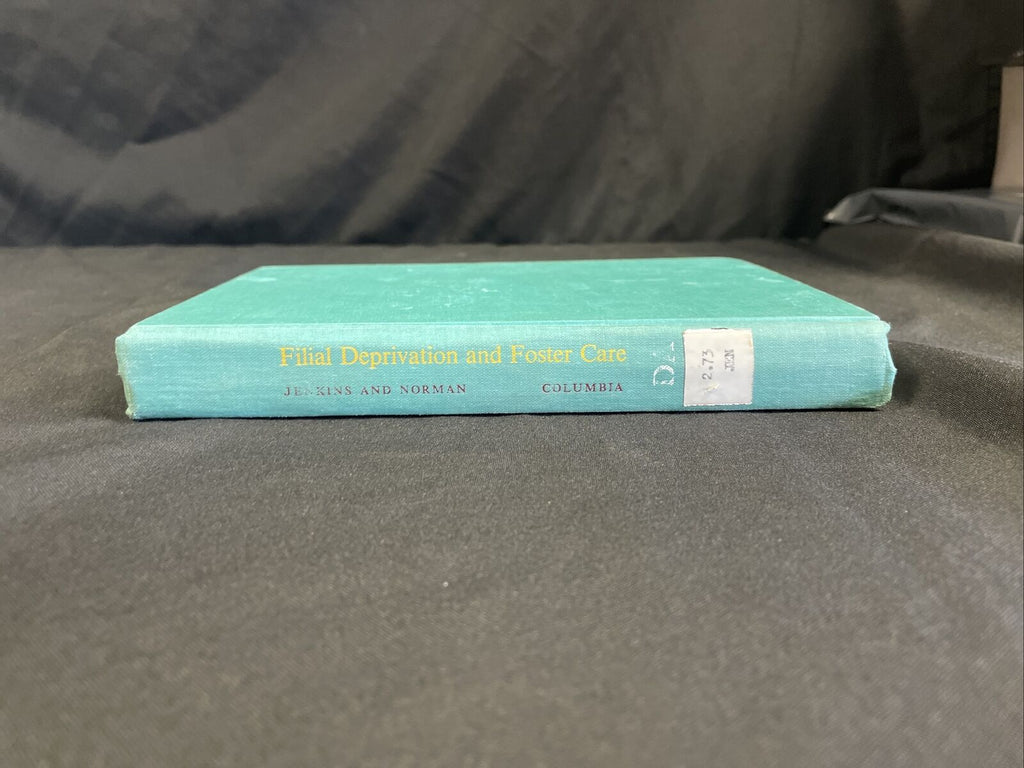 Filial Deprivation and Foster Care
JENKINS AND NORMAN COLUMBIA
2.73
JEN